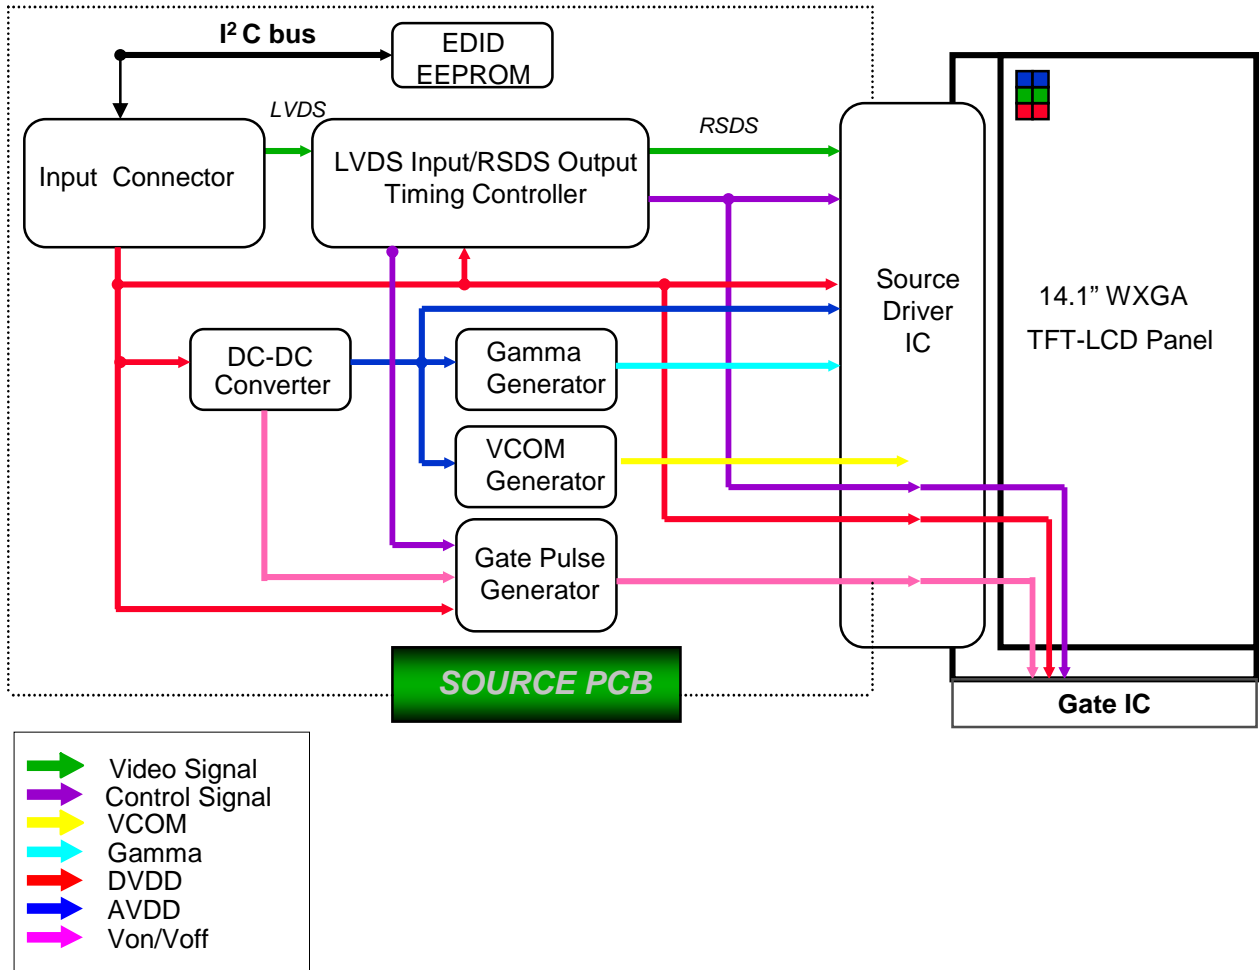 I² C bus
EDID
EEPROM
LVDS
RSDS
Input Connector
LVDS Input/RSDS Output
Timing Controller
Source
Driver
IC
14.1” WXGA
TFT-LCD Panel
DC-DC
Converter
Gamma
Generator
VCOM
Generator
Gate Pulse
Generator
SOURCE PCB
Gate IC
Video Signal
Control Signal
VCOM
Gamma
DVDD
AVDD
Von/Voff